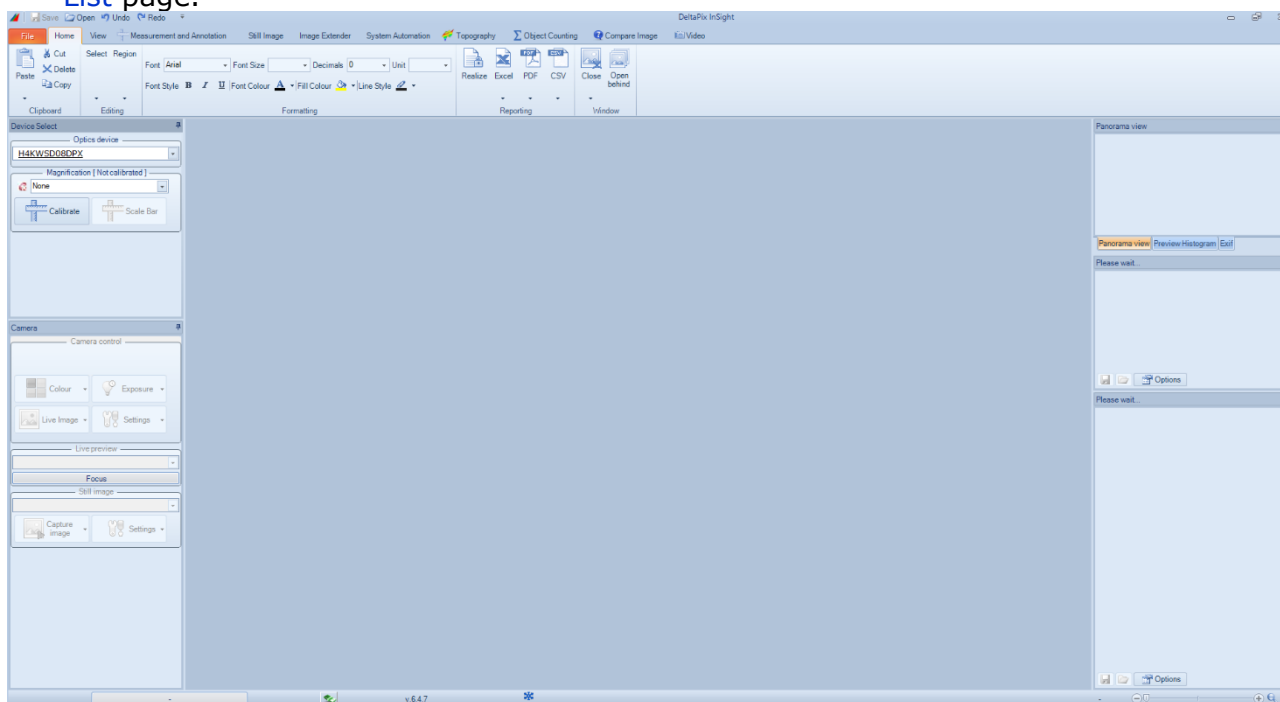 List page.
Save Open Undo Redo DeltaPix InSight
File Home View Measurement and Annotation Still Image Image Extender System Automation Topography Object Counting Compare Image Video
Paste Cut Delete Copy Select Region Font Arial Font Size Decimals 0 Unit Realize Excel PDF CSV Close Open behind
Font Style B I U Font Colour A Fill Colour Line Style
Clipboard Editing Formatting Reporting Window
Device Select
Optics device
H4KWSD08DPX
Magnification [ Not calibrated ]
None
Calibrate Scale Bar
Camera
Camera control
Colour Exposure
Live Image Settings
Live preview
Focus
Still image
Capture image Settings
Panorama view
Panorama view Preview Histogram Exif
Please wait...
Options
Please wait...
Options
- v 6.4.7 -